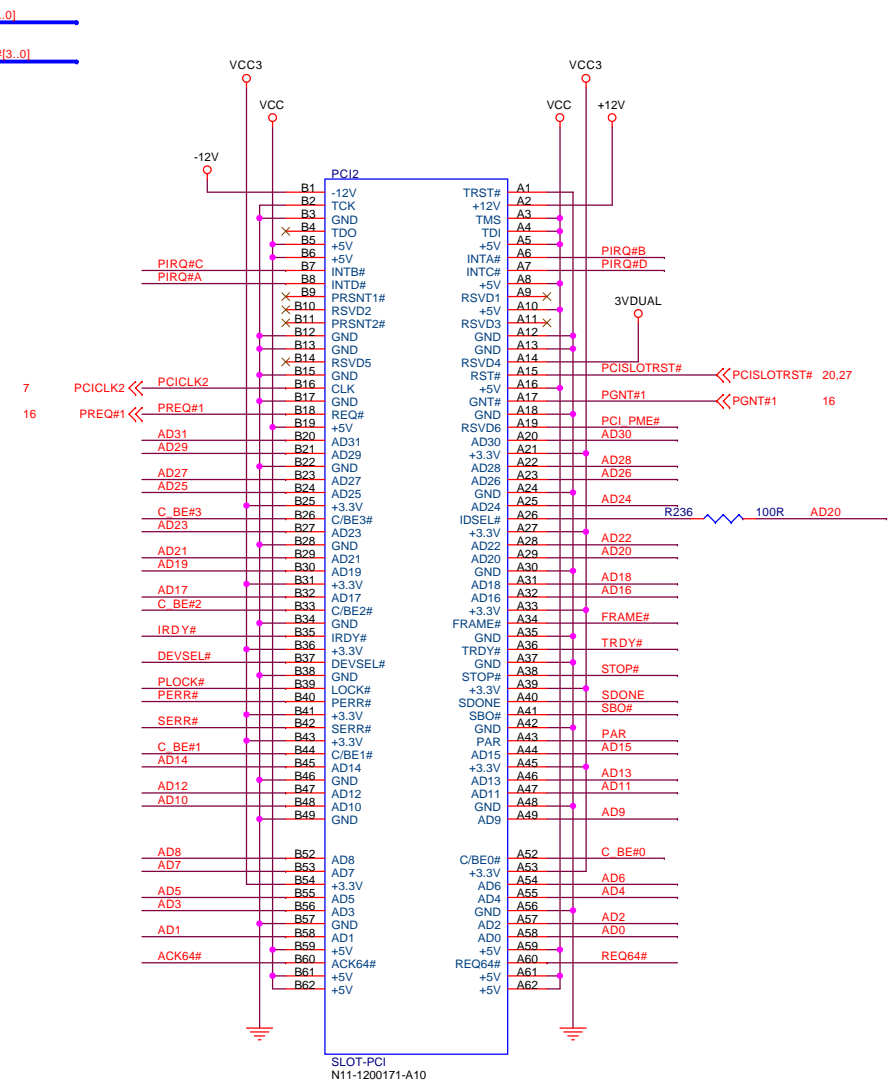 ..0]
#[3..0]
VCC3 VCC3
VCC VCC +12V
-12V
PCI2
B1 -12V TRST# A1
B2 TCK +12V A2
B3 GND TMS A3
B4 TDO TDI A4
B5 +5V +5V A5
B6 +5V INTA# A6 PIRQ#B
PIRQ#C B7 INTB# INTC# A7 PIRQ#D
PIRQ#A B8 INTD# +5V A8
B9 PRSNT1# RSVD1 A9
B10 RSVD2 +5V A10 3VDUAL
B11 PRSNT2# RSVD3 A11
B12 GND GND A12
B13 GND GND A13
B14 RSVD5 RSVD4 A14
B15 GND RST# A15 PCISLOTRST# PCISLOTRST# 20,27
7 PCICLK2 PCICLK2 B16 CLK +5V A16
B17 GND GNT# A17 PGNT#1 PGNT#1 16
16 PREQ#1 PREQ#1 B18 REQ# GND A18
B19 +5V RSVD6 A19 PCI_PME#
AD31 B20 AD31 AD30 A20 AD30
AD29 B21 AD29 +3.3V A21
B22 GND AD28 A22 AD28
AD27 B23 AD27 AD26 A23 AD26
AD25 B24 AD25 GND A24
B25 +3.3V AD24 A25 AD24
C_BE#3 B26 C/BE3# IDSEL# A26 R236 100R AD20
AD23 B27 AD23 +3.3V A27
B28 GND AD22 A28 AD22
AD21 B29 AD21 AD20 A29 AD20
AD19 B30 AD19 GND A30
B31 +3.3V AD18 A31 AD18
AD17 B32 AD17 AD16 A32 AD16
C_BE#2 B33 C/BE2# +3.3V A33
B34 GND FRAME# A34 FRAME#
IRDY# B35 IRDY# GND A35
B36 +3.3V TRDY# A36 TRDY#
DEVSEL# B37 DEVSEL# GND A37
B38 GND STOP# A38 STOP#
PLOCK# B39 LOCK# +3.3V A39
PERR# B40 PERR# SDONE A40 SDONE
B41 +3.3V SBO# A41 SBO#
SERR# B42 SERR# GND A42
B43 +3.3V PAR A43 PAR
C_BE#1 B44 C/BE1# AD15 A44 AD15
AD14 B45 AD14 +3.3V A45
B46 GND AD13 A46 AD13
AD12 B47 AD12 AD11 A47 AD11
AD10 B48 AD10 GND A48
B49 GND AD9 A49 AD9
AD8 B52 AD8 C/BE0# A52 C_BE#0
AD7 B53 AD7 +3.3V A53
B54 +3.3V AD6 A54 AD6
AD5 B55 AD5 AD4 A55 AD4
AD3 B56 AD3 GND A56
B57 GND AD2 A57 AD2
AD1 B58 AD1 AD0 A58 AD0
B59 +5V +5V A59
ACK64# B60 ACK64# REQ64# A60 REQ64#
B61 +5V +5V A61
B62 +5V +5V A62
SLOT-PCI
N11-1200171-A10